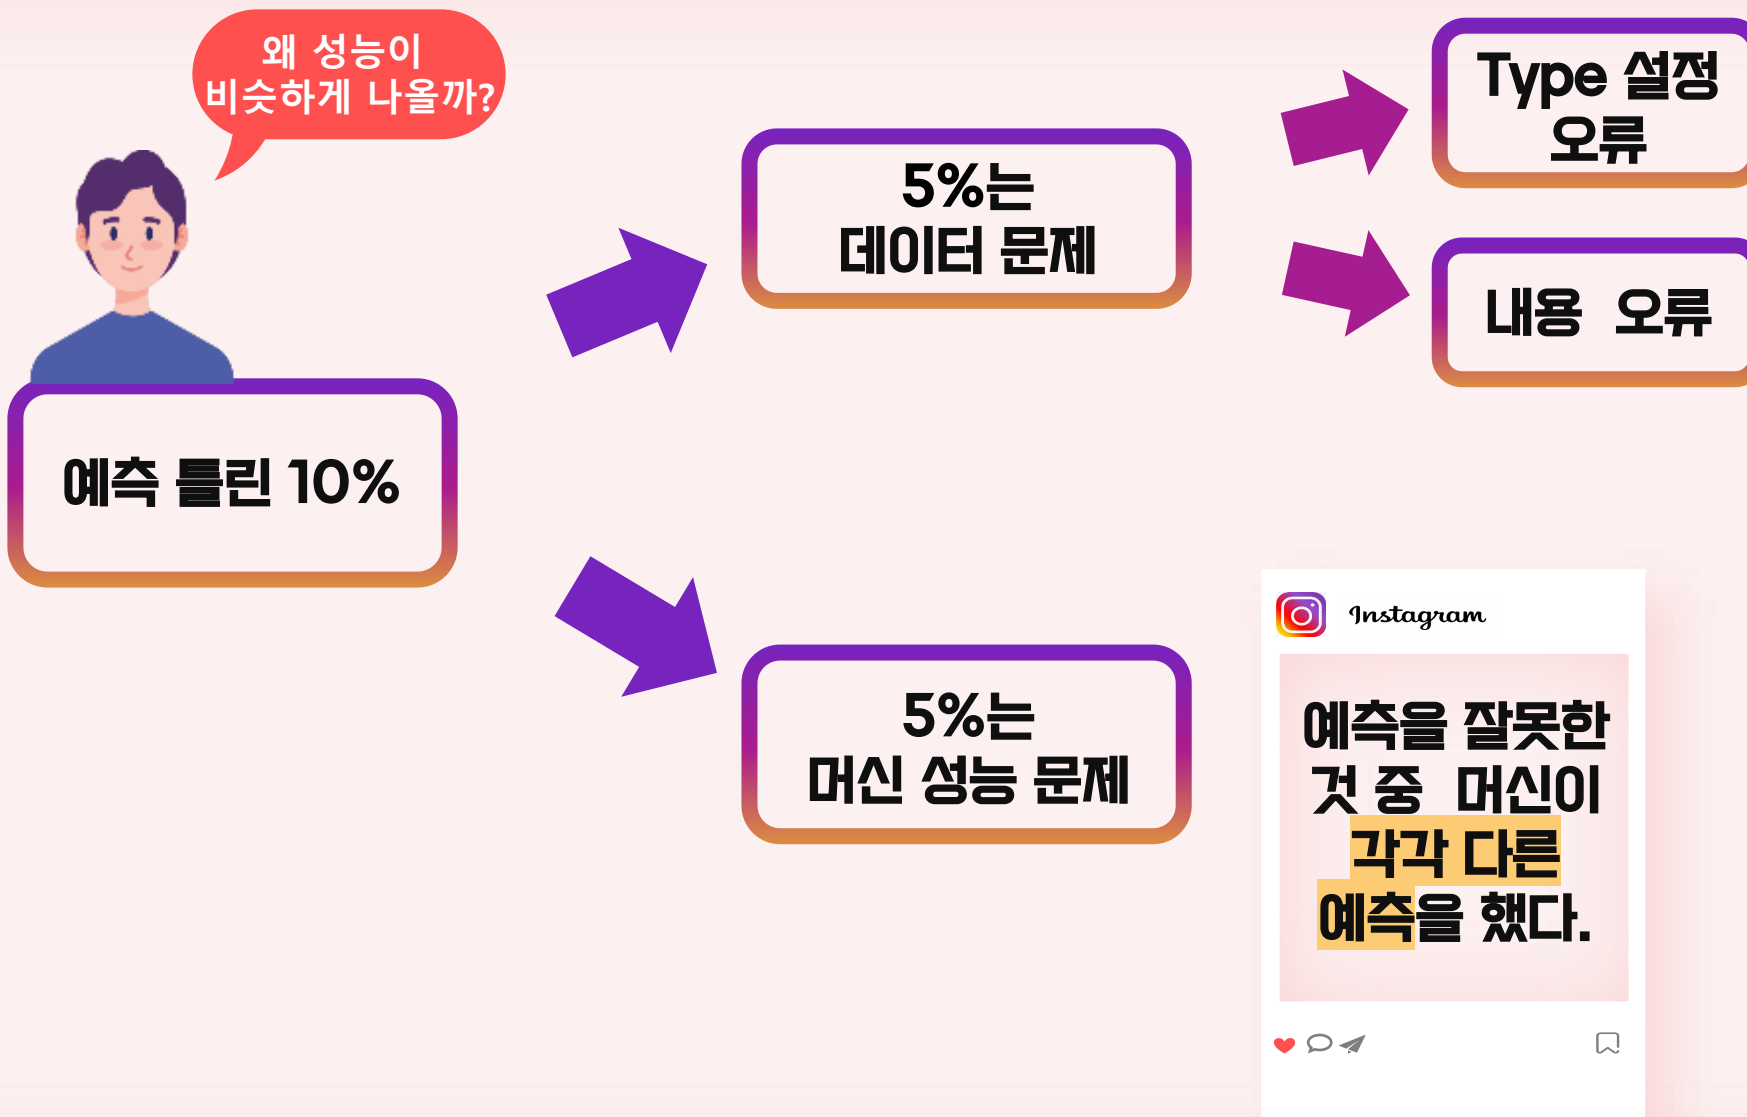 왜 성능이
비슷하게 나올까?
예측 틀린 10%
5%는
데이터 문제
Type 설정
오류
내용 오류
5%는
머신 성능 문제
Instagram
예측을 잘못한
것 중 머신이
각각 다른
예측을 했다.